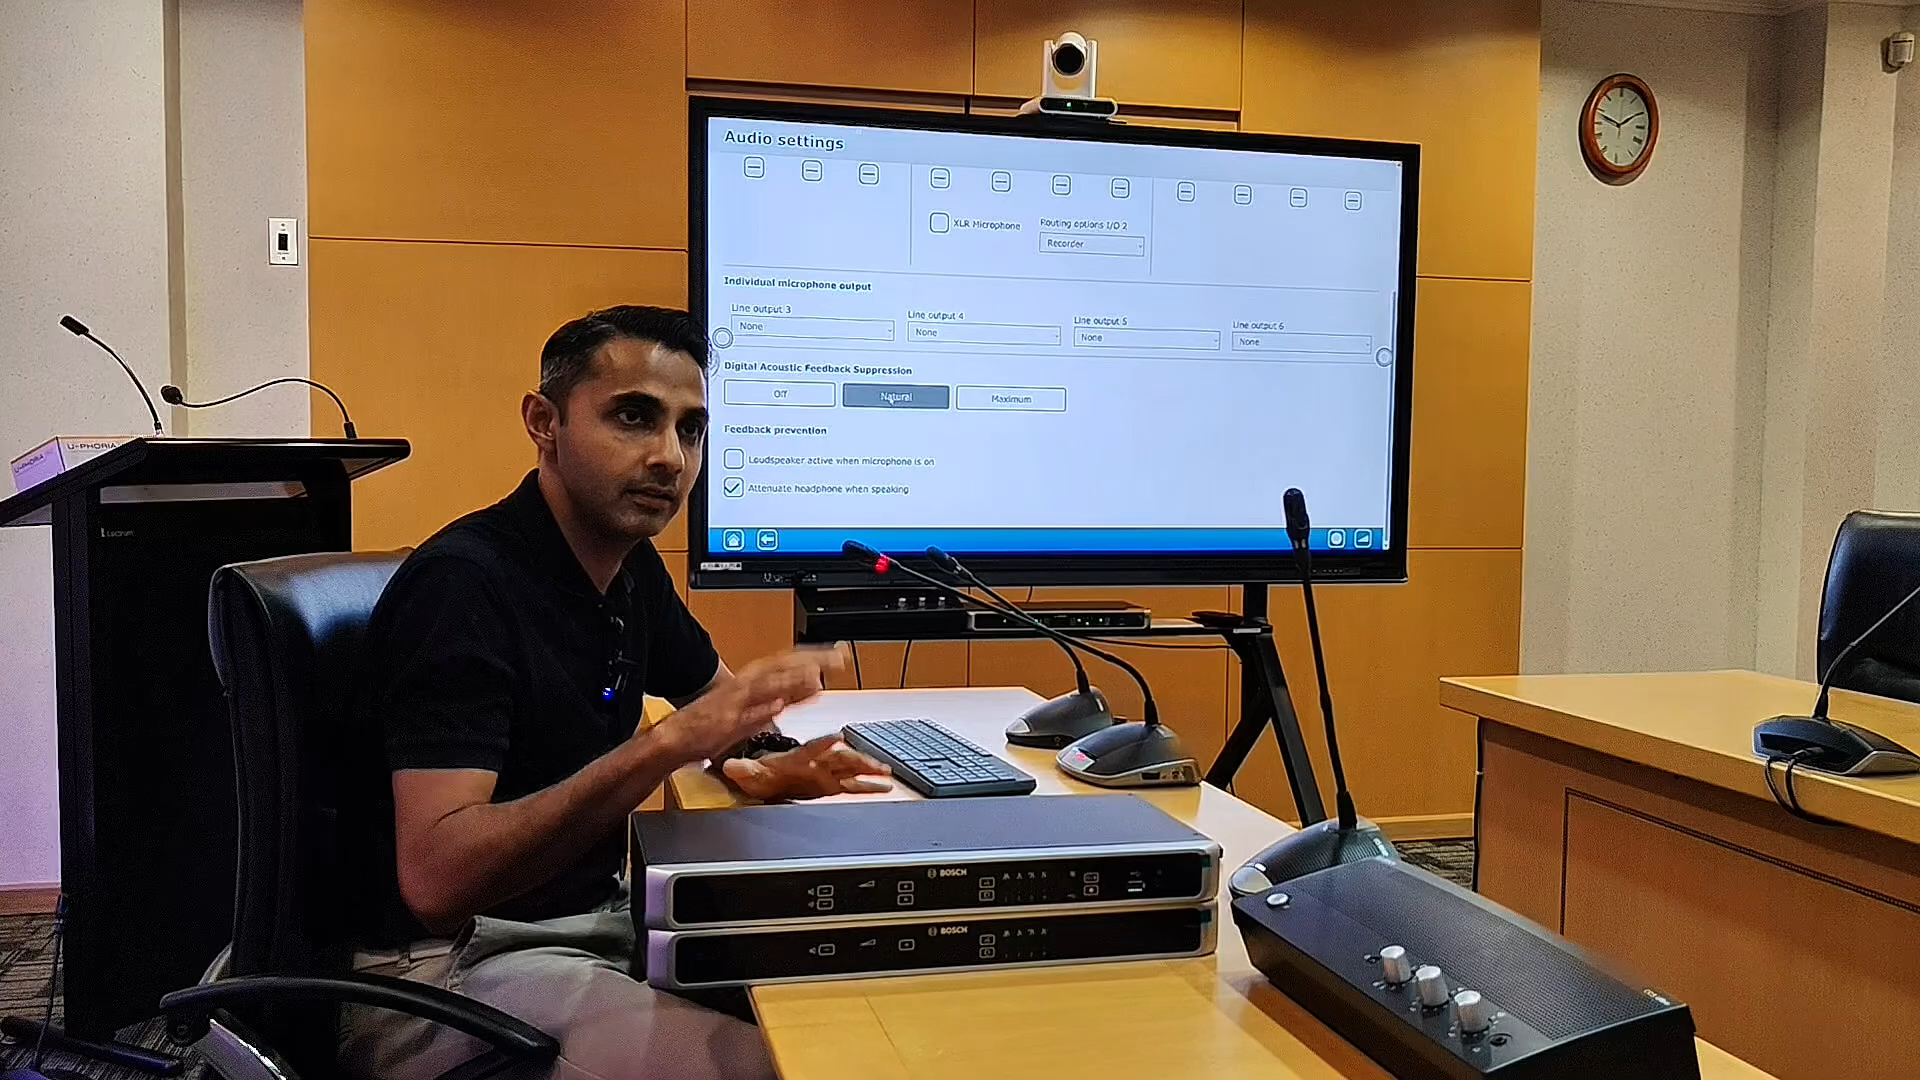 Audio settings
XLR Microphone
Routing options I/O 2
Recorder
Individual microphone output
Line output 3
None
Line output 4
None
Line output 5
None
Line output 6
None
Digital Acoustic Feedback Suppression
Off
Natural
Maximum
Feedback prevention
Loudspeaker active when microphone is on
Attenuate headphone when speaking
U-PHORIA
U-PHORIA
Lectrum
BOSCH
BOSCH